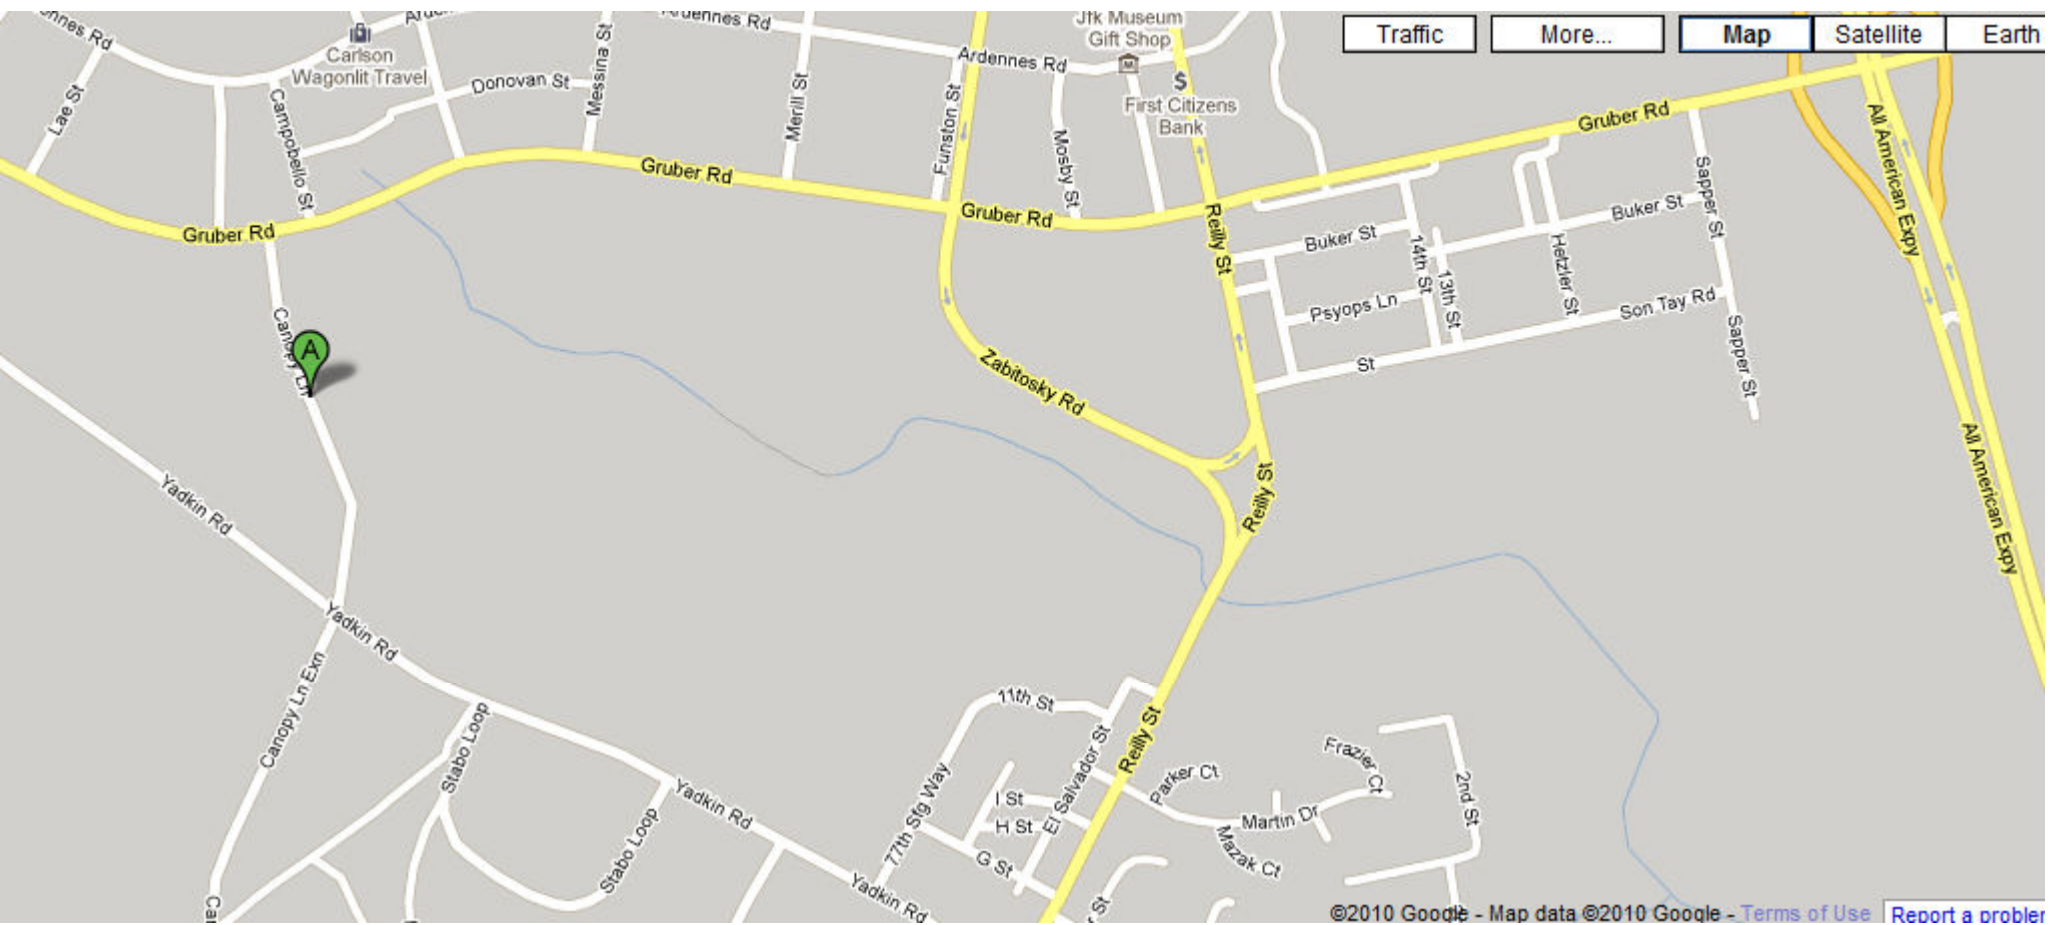 Traffic
More...
Map
Satellite
Earth
nnes Rd
Carlson
Wagonlit Travel
Ardennes Rd
Jfk Museum
Gift Shop
Ardennes Rd
Lae St
Campobello St
Donovan St
Messina St
Merill St
Funston St
Mosby St
$
First Citizens
Bank
Gruber Rd
Gruber Rd
Gruber Rd
Gruber Rd
All American Expy
Reilly St
Buker St
Buker St
14th St
13th St
Hetzler St
Sapper St
Psyops Ln
Son Tay Rd
Sapper St
St
Canopy Ln
A
Zabitosky Rd
Reilly St
All American Expy
Yadkin Rd
Yadkin Rd
Canopy Ln Exn
Stabo Loop
Stabo Loop
Yadkin Rd
Yadkin Rd
11th St
77th Sfg Way
I St
H St
G St
El Salvador St
Reilly St
Parker Ct
Martin Dr
Mazak Ct
Frazier Ct
2nd St
©2010 Google - Map data ©2010 Google - Terms of Use
Report a problem